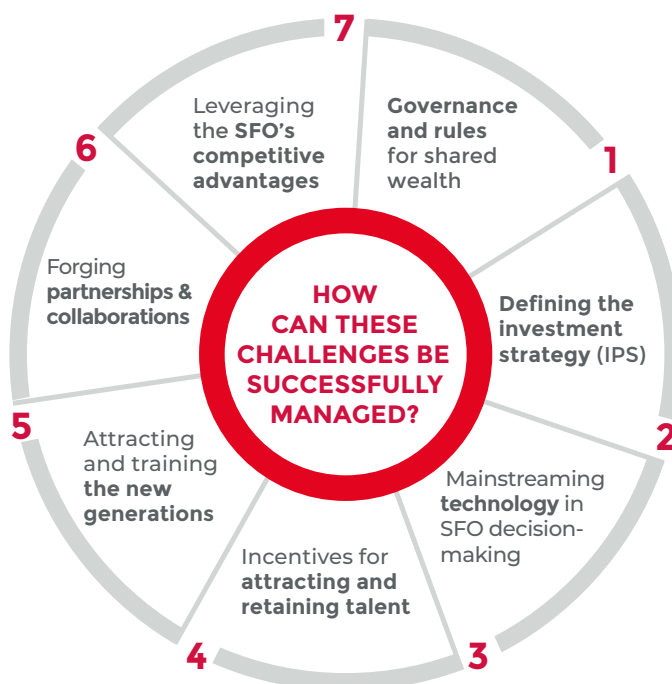 7
Leveraging
the SFO's
competitive
advantages
Governance
and rules
for shared
wealth
1
6
Forging
partnerships &
collaborations
HOW
CAN THESE
CHALLENGES BE
SUCCESSFULLY
MANAGED?
Defining the
investment
strategy (IPS)
2
5
Attracting
and training
the new
generations
Mainstreaming
technology in
SFO decision-
making
Incentives for
attracting and
retaining talent
4
3